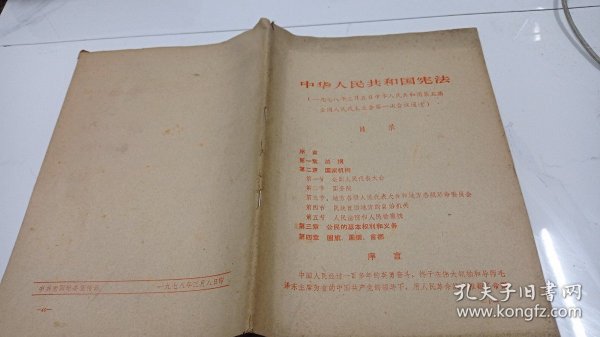 中华人民共和国宪法
(一九七八年三月五日中华人民共和国第五届
全国人民代表大会第一次会议通过)
目 录
序 言
第一章 总 纲
第二章 国家机构
第一节 全国人民代表大会
第二节 国务院
第三节 地方各级人民代表大会和地方各级革命委员会
第四节 民族自治地方的自治机关
第五节 人民法院和人民检察院
第三章 公民的基本权利和义务
第四章 国旗、国徽、首都
序 言
中国人民经过一百多年的英勇奋斗,终于在伟大领袖和导师毛
泽东主席为首的中国共产党的领导下,用人民革命
一九七八年三月八日印
孔夫子旧书网
www.kongfz.com